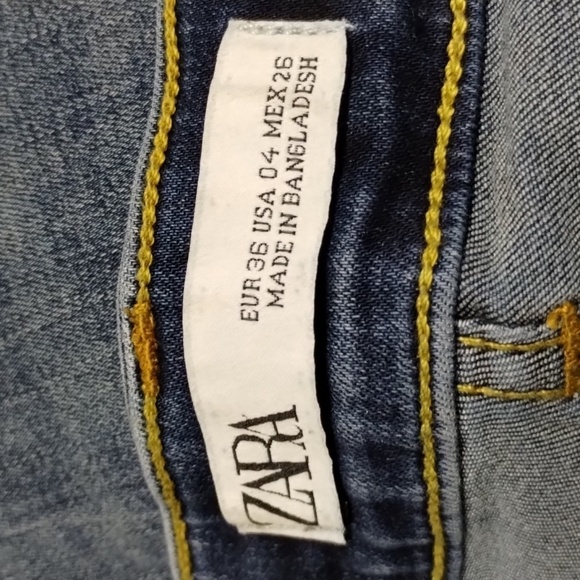 ZARA
EUR 36 USA 04 MEX 26
MADE IN BANGLADESH